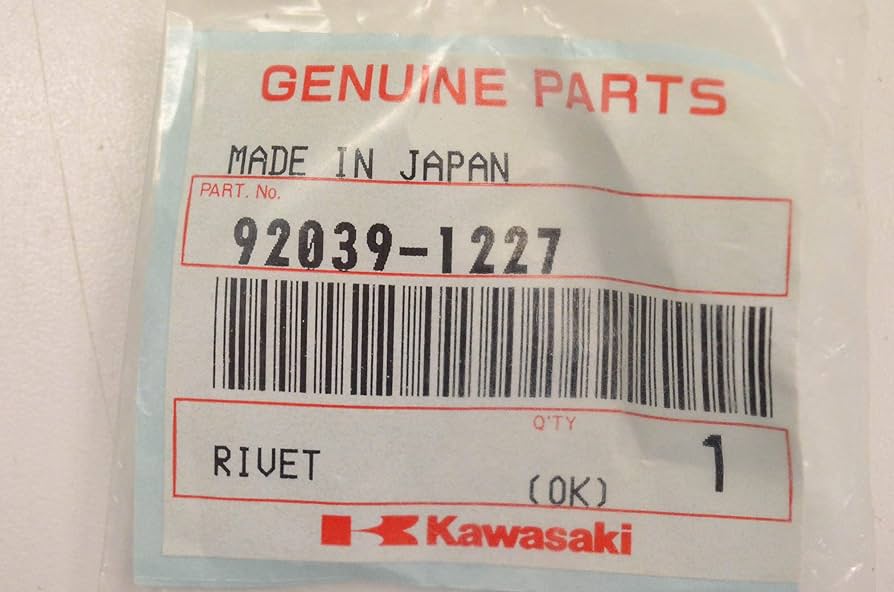 GENUINE PARTS
MADE IN JAPAN
PART. No.
92039-1227
Q'TY
RIVET (OK) 1
Kawasaki